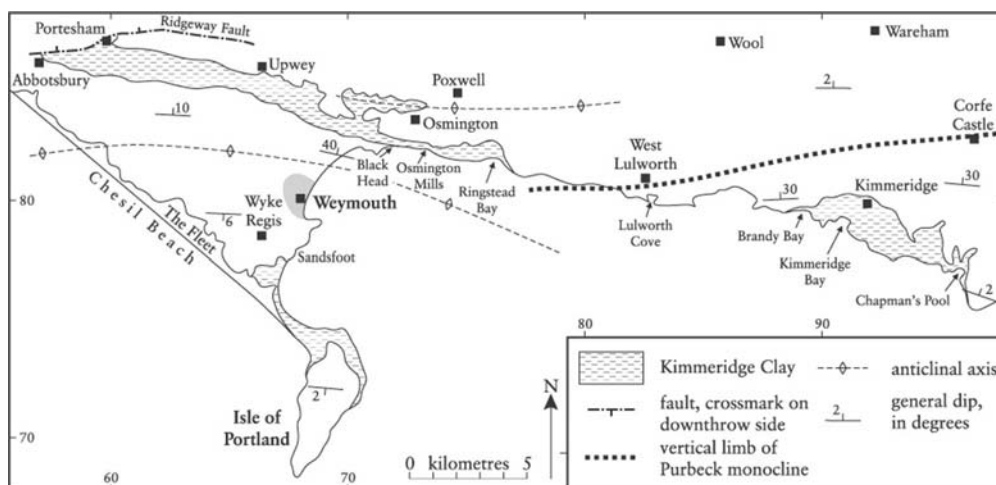 Portesham
Ridgeway Fault
Abbotsbury
Upwey
Poxwell
Osmington
Wool
Wareham
2
Corfe
Castle
10
40
Black
Head
Osmington
Mills
Ringstead
Bay
West
Lulworth
Lulworth
Cove
30
Kimmeridge
30
Brandy Bay
Kimmeridge
Bay
Chapman's Pool
2
80
Chesil Beach
The Fleet
6
Wyke
Regis
Weymouth
Sandsfoot
2
Isle of
Portland
70
60
70
80
90
0 kilometres 5
N
Kimmeridge Clay
fault, crossmark on
downthrow side
vertical limb of
Purbeck monocline
anticlinal axis
2
general dip,
in degrees